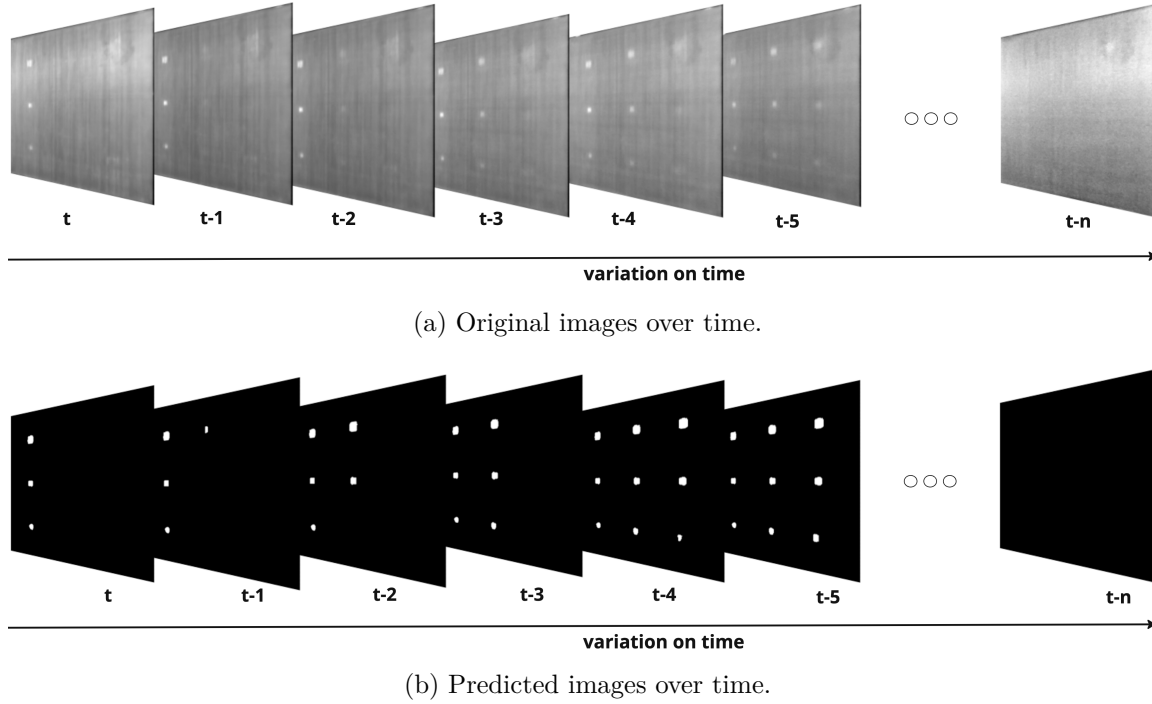 t t-1 t-2 t-3 t-4 t-5 t-n
variation on time
(a) Original images over time.
t t-1 t-2 t-3 t-4 t-5 t-n
variation on time
(b) Predicted images over time.